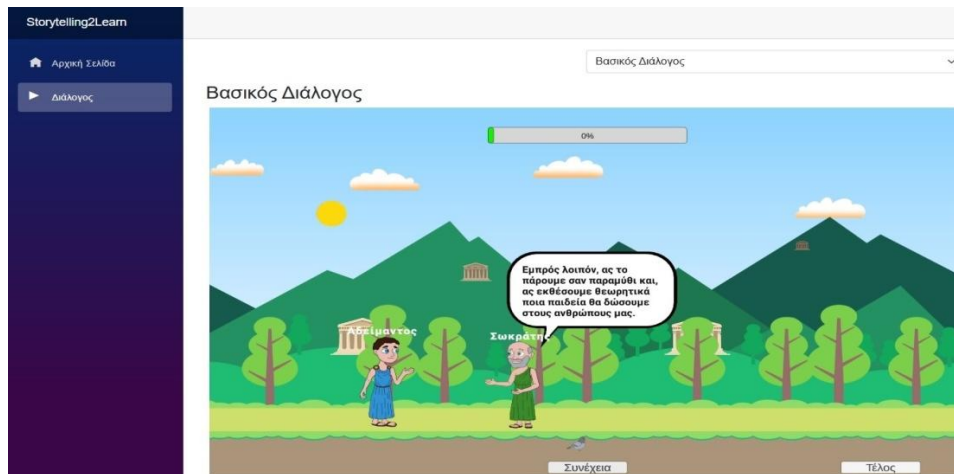 Storytelling2Learn
Αρχική Σελίδα
Διάλογος
Βασικός Διάλογος
Βασικός Διάλογος
0%
Εμπρός λοιπόν, ας το
πάρουμε σαν παραμύθι και,
ας εκθέσουμε θεωρητικά
ποια παιδεία θα δώσουμε
στους ανθρώπους μας.
Αδείμαντος
Σωκράτης
Συνέχεια
Τέλος